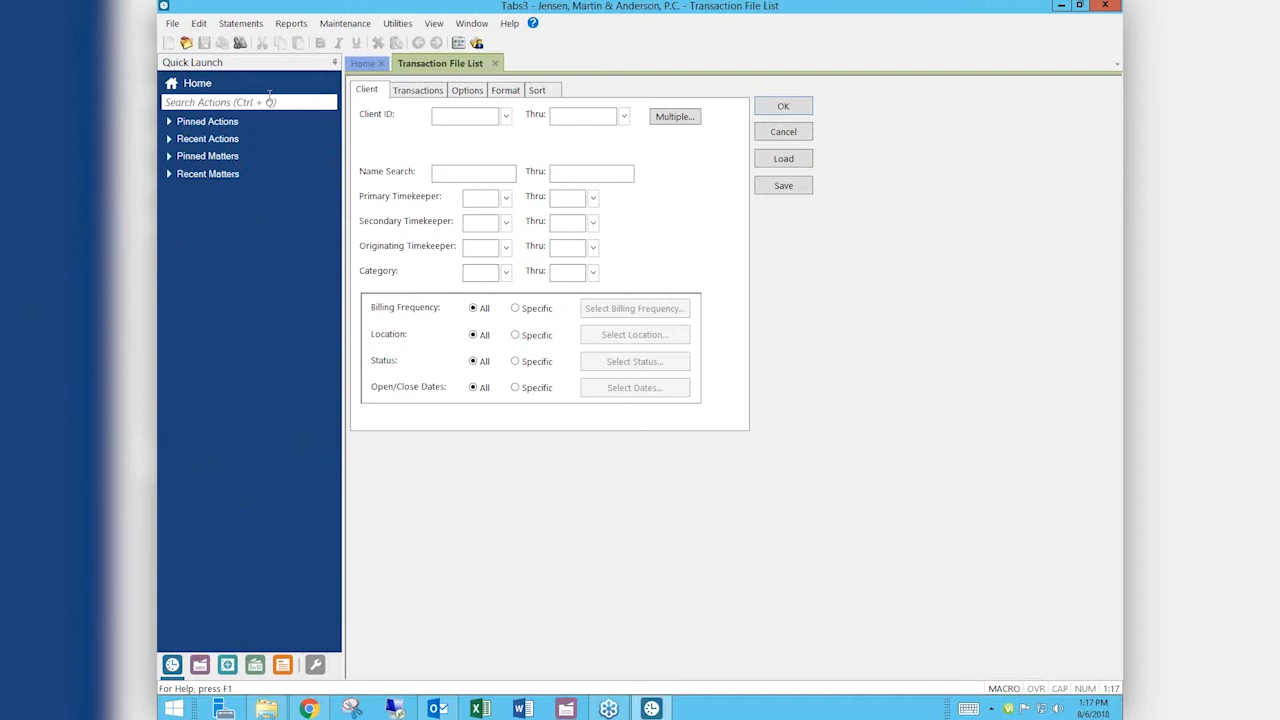 Tabs3 - Jensen, Martin & Anderson, P.C. - Transaction File List
File Edit Statements Reports Maintenance Utilities View Window Help
Quick Launch
Home
Transaction File List
Home
Search Actions (Ctrl + Q)
Pinned Actions
Recent Actions
Pinned Matters
Recent Matters
Client Transactions Options Format Sort
Client ID: Thru: Multiple...
Name Search: Thru:
Primary Timekeeper: Thru:
Secondary Timekeeper: Thru:
Originating Timekeeper: Thru:
Category: Thru:
Billing Frequency: All Specific Select Billing Frequency...
Location: All Specific Select Location...
Status: All Specific Select Status...
Open/Close Dates: All Specific Select Dates...
OK
Cancel
Load
Save
For Help, press F1
MACRO OVR CAP NUM 1:17
1:17 PM
8/6/2018